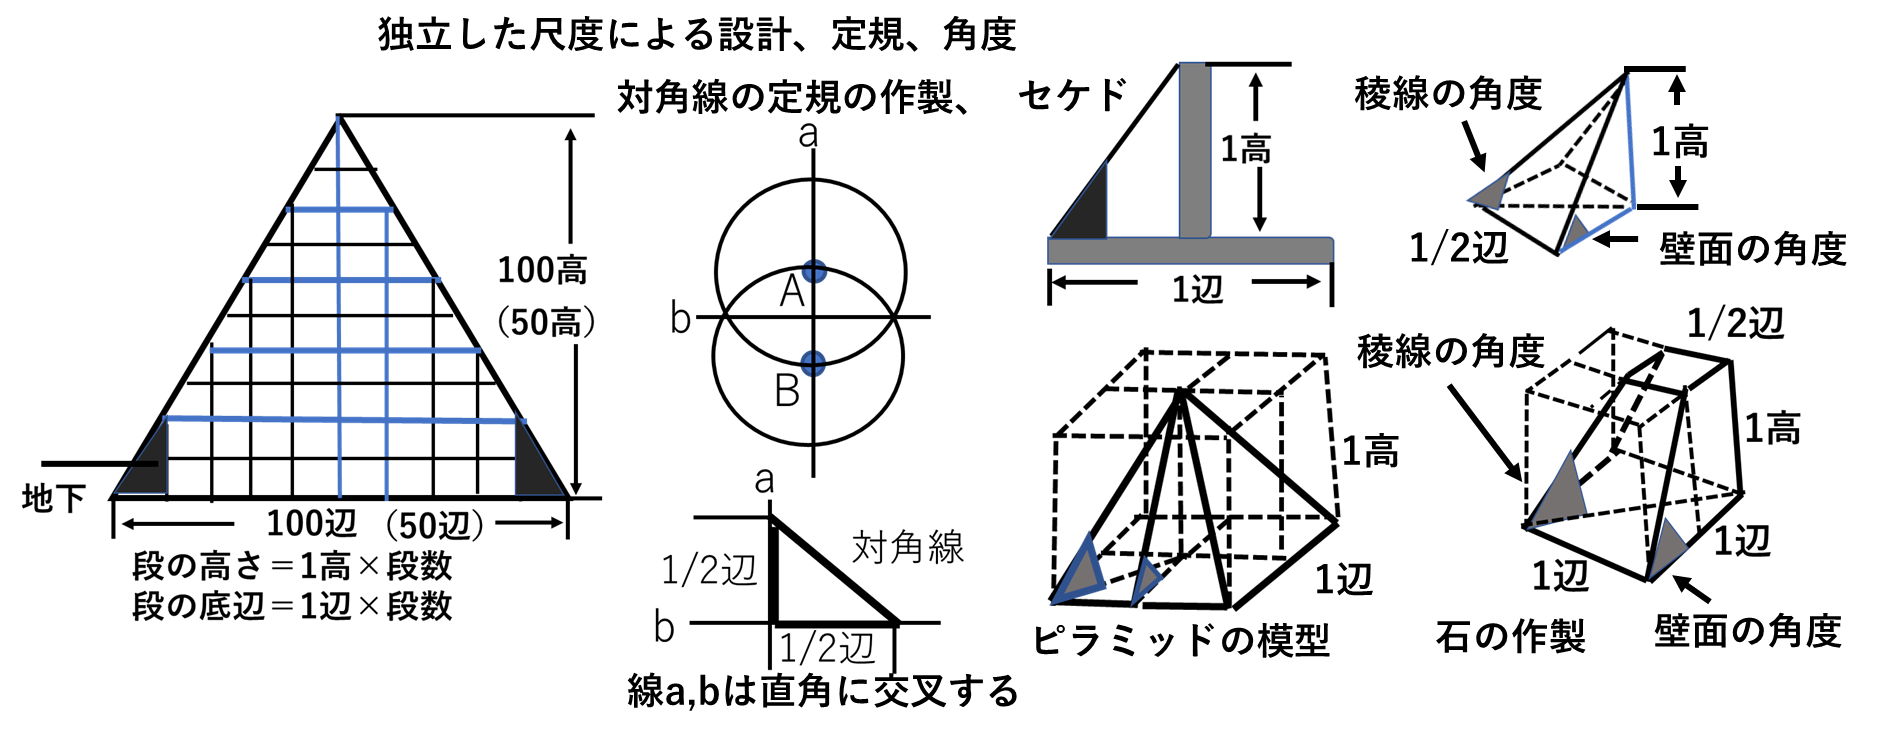 独立した尺度による設計、定規、角度
対角線の定規の作製、
セケド
稜線の角度
a
1高
1高
100高
(50高)
1/2辺
壁面の角度
A
b
1辺
B
稜線の角度
1/2辺
1高
1高
地下
100辺 (50辺)
段の高さ＝1高×段数
段の底辺＝1辺×段数
a
対角線
1/2辺
b
1/2辺
線a,bは直角に交叉する
1辺
ピラミッドの模型
1辺
1辺
石の作製
壁面の角度